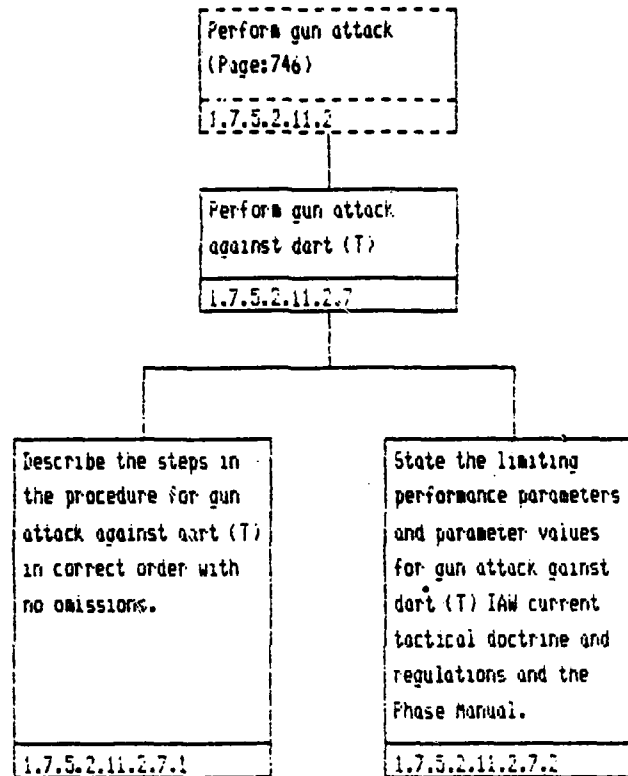 Perform gun attack
(Page:746)
1.7.5.2.11.2
Perform gun attack
against dart (T)
1.7.5.2.11.2.7
Describe the steps in
the procedure for gun
attack against dart (T)
in correct order with
no omissions.
1.7.5.2.11.2.7.1
State the limiting
performance parameters
and parameter values
for gun attack gainst
dart (T) IAW current
tactical doctrine and
regulations and the
Phase Manual.
1.7.5.2.11.2.7.2